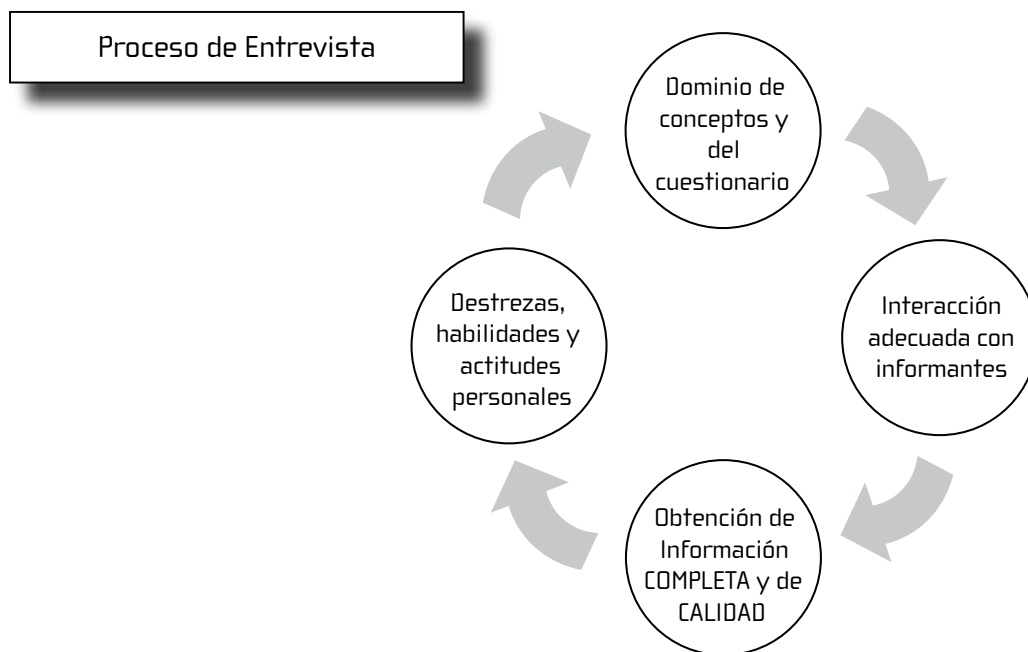 Proceso de Entrevista
Dominio de
conceptos y
del
cuestionario
Interacción
adecuada con
informantes
Obtención de
Información
COMPLETA y de
CALIDAD
Destrezas,
habilidades y
actitudes
personales